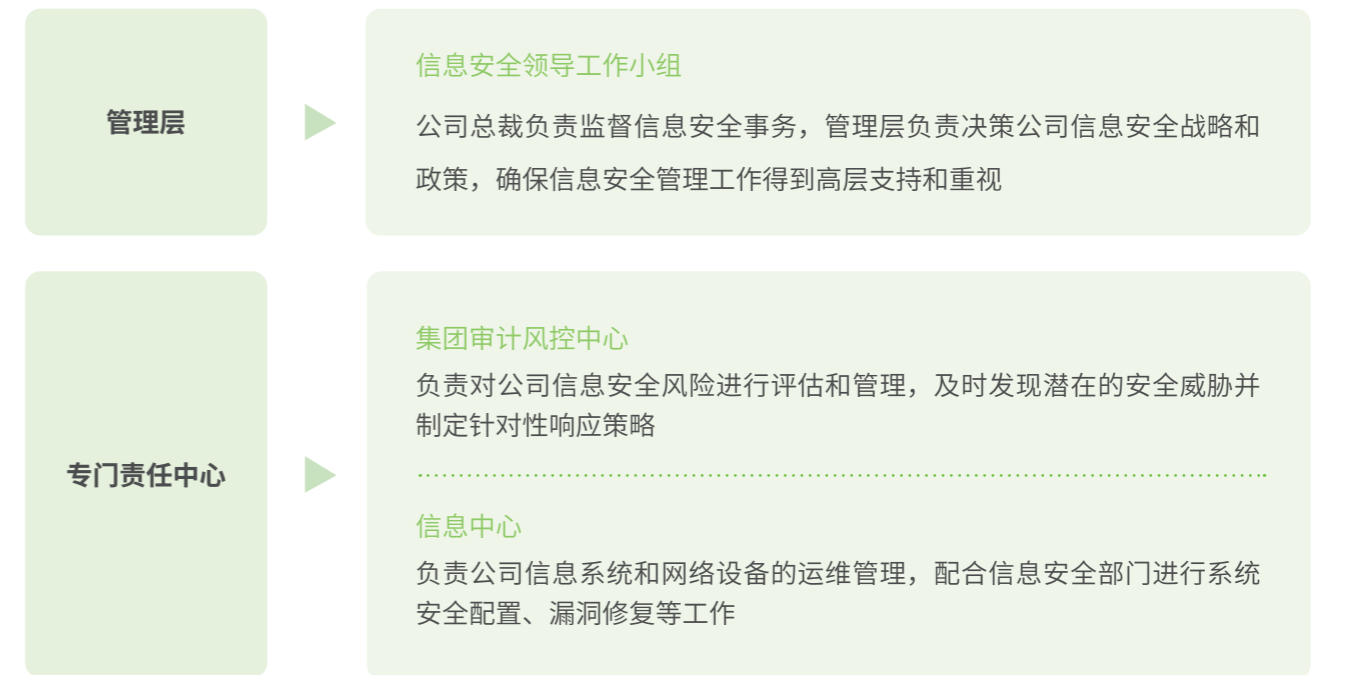 管理层
信息安全领导工作小组
公司总裁负责监督信息安全事务，管理层负责决策公司信息安全战略和
政策，确保信息安全管理工作得到高层支持和重视
专门责任中心
集团审计风控中心
负责对公司信息安全风险进行评估和管理，及时发现潜在的安全威胁并
制定针对性响应策略
信息中心
负责公司信息系统和网络设备的运维管理，配合信息安全部门进行系统
安全配置、漏洞修复等工作